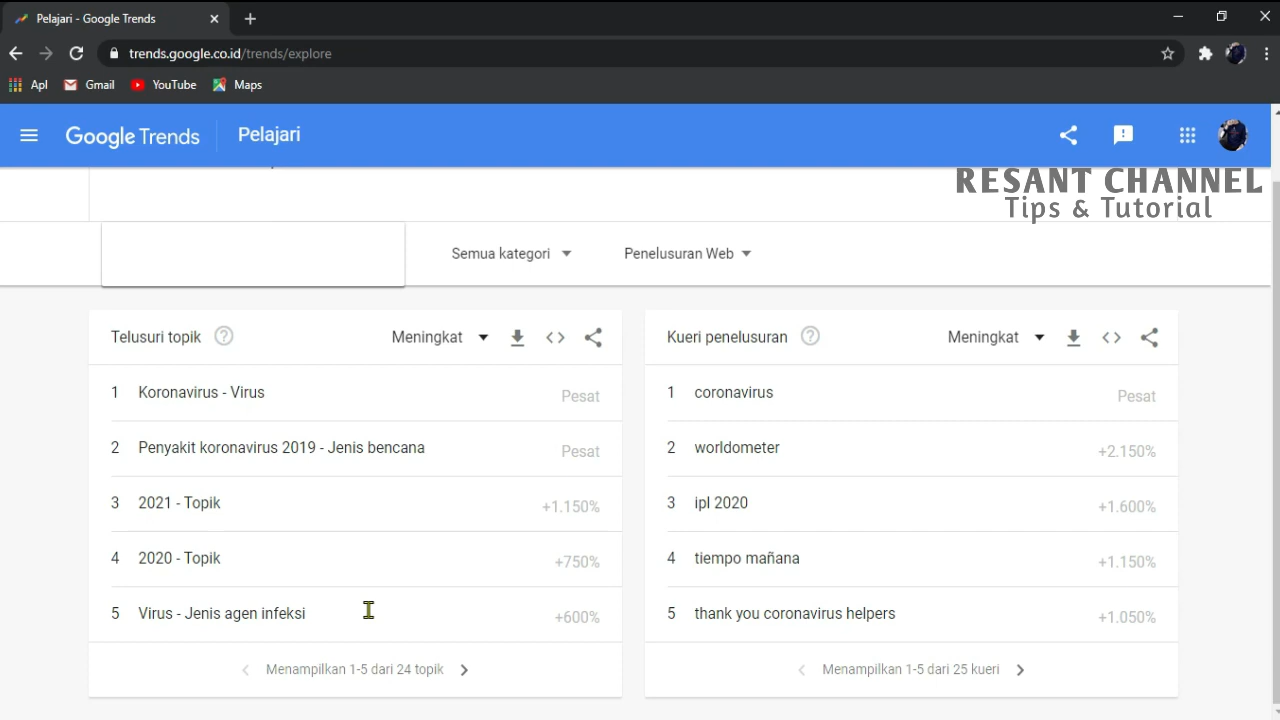 Pelajari - Google Trends
trends.google.co.id/trends/explore
Apl Gmail YouTube Maps
Google Trends Pelajari
RESANT CHANNEL
Tips & Tutorial
Semua kategori Penelusuran Web
Telusuri topik Meningkat
1 Koronavirus - Virus Pesat
2 Penyakit koronavirus 2019 - Jenis bencana Pesat
3 2021 - Topik +1.150%
4 2020 - Topik +750%
5 Virus - Jenis agen infeksi +600%
Menampilkan 1-5 dari 24 topik
Kueri penelusuran Meningkat
1 coronavirus Pesat
2 worldometer +2.150%
3 ipl 2020 +1.600%
4 tiempo mañana +1.150%
5 thank you coronavirus helpers +1.050%
Menampilkan 1-5 dari 25 kueri